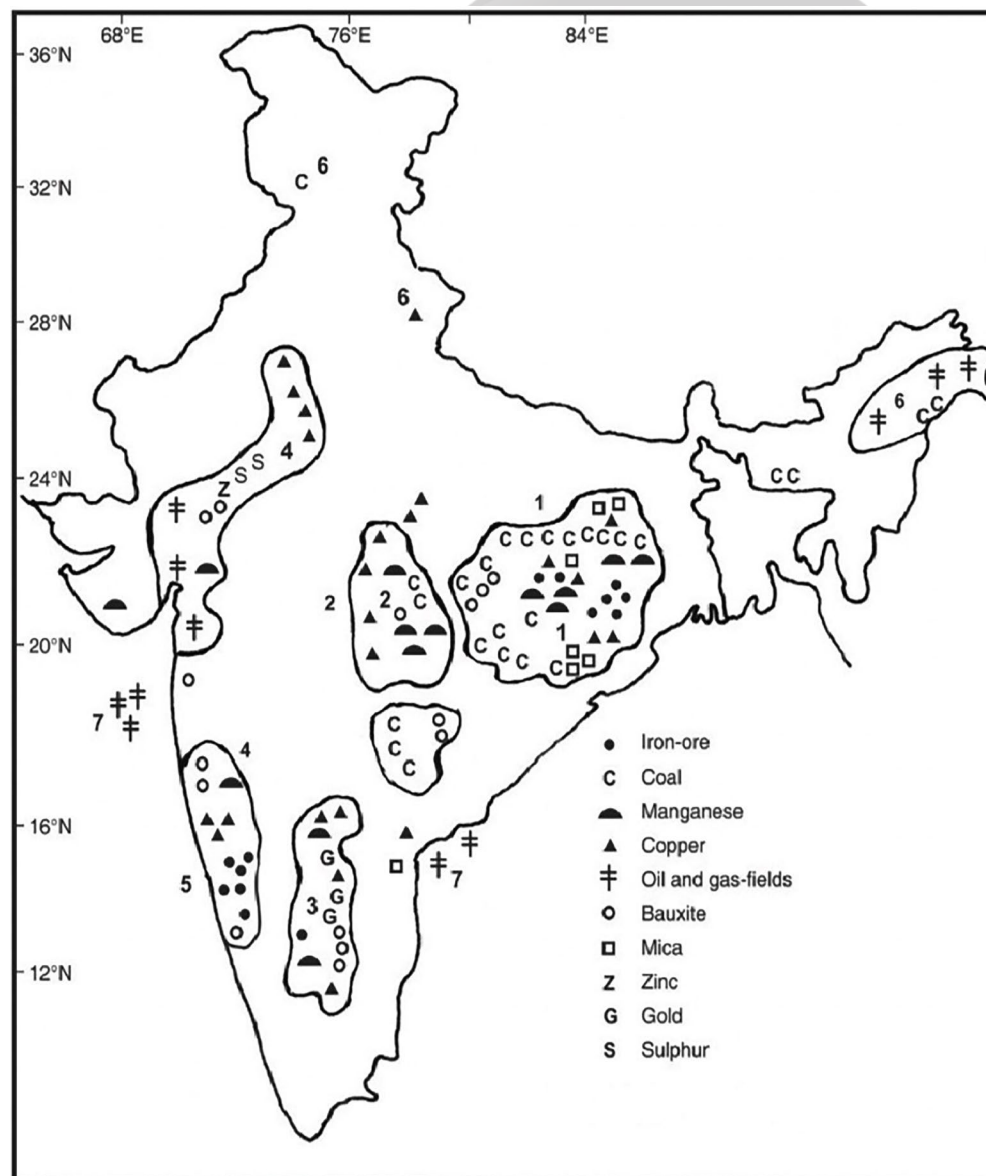 68°E 76°E 84°E
36°N
6
C
32°N
6
28°N
6
C C
4
S
S
24°N
Z
C C
1
C C C C C C C C
C
C
C
2
2
C
C
C
1
20°N
C
C
C
C
C
7
4
C
C
C
16°N
G
7
5
3
G
G
12°N
Iron-ore
C Coal
Manganese
Copper
Oil and gas-fields
Bauxite
Mica
Z Zinc
G Gold
S Sulphur